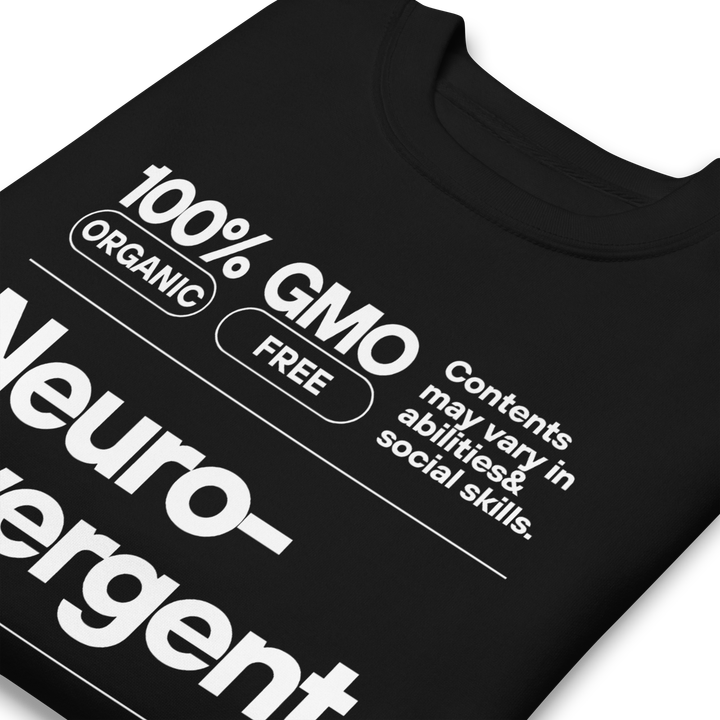 100% GMO
ORGANIC FREE
Contents
may vary in
abilities&
social skills.
Neuro-
vergent